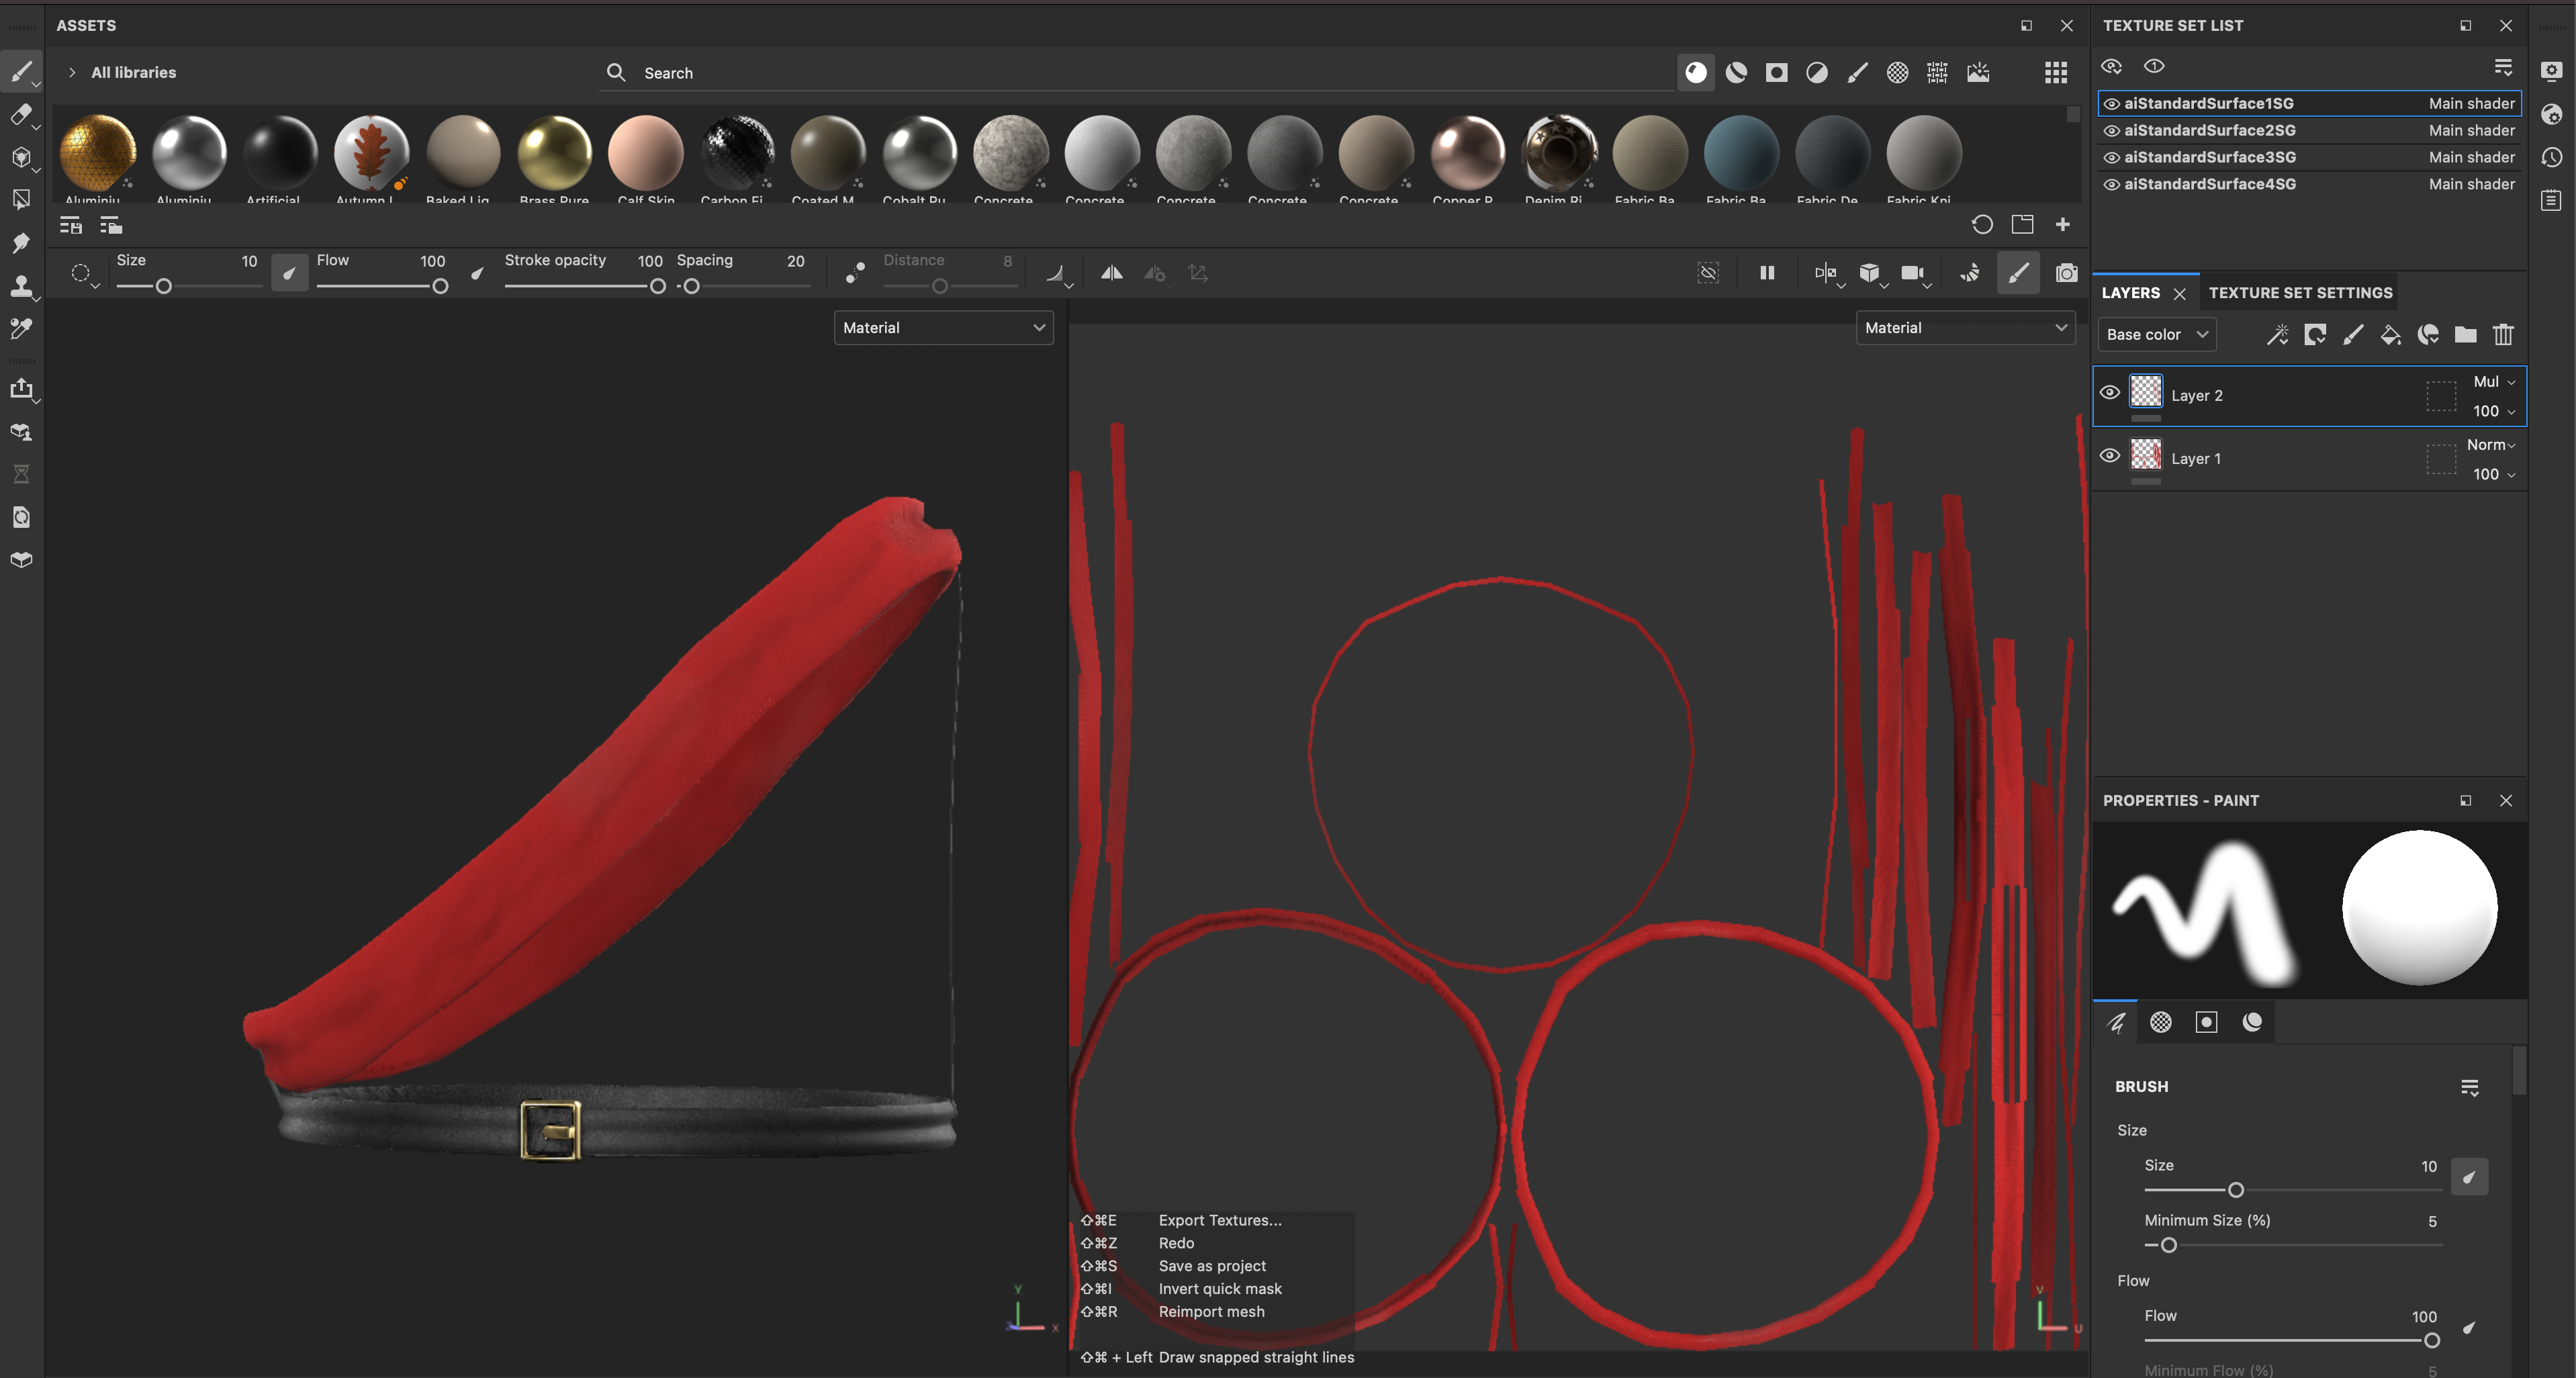 ASSETS
All libraries
Search
Aluminiu...
Aluminiu...
Artificial...
Autumn L...
Baked Lig...
Brass Pure
Calf Skin
Carbon Fi...
Coated M...
Cobalt Pu...
Concrete...
Concrete...
Concrete...
Concrete...
Concrete...
Copper P...
Denim Ri...
Fabric Ba...
Fabric Ba...
Fabric De...
Fabric Kni...
Size 10
Flow 100
Stroke opacity 100
Spacing 20
Distance 8
Material
Material
Y
X
⇧⌘E Export Textures...
⇧⌘Z Redo
⇧⌘S Save as project
⇧⌘I Invert quick mask
⇧⌘R Reimport mesh
⇧⌘ + Left Draw snapped straight lines
V
U
TEXTURE SET LIST
aiStandardSurface1SG Main shader
aiStandardSurface2SG Main shader
aiStandardSurface3SG Main shader
aiStandardSurface4SG Main shader
LAYERS
TEXTURE SET SETTINGS
Base color
Layer 2
Mul
100
Layer 1
Norm
100
PROPERTIES - PAINT
BRUSH
Size
Size 10
Minimum Size (%) 5
Flow
Flow 100
Minimum Flow (%) 5